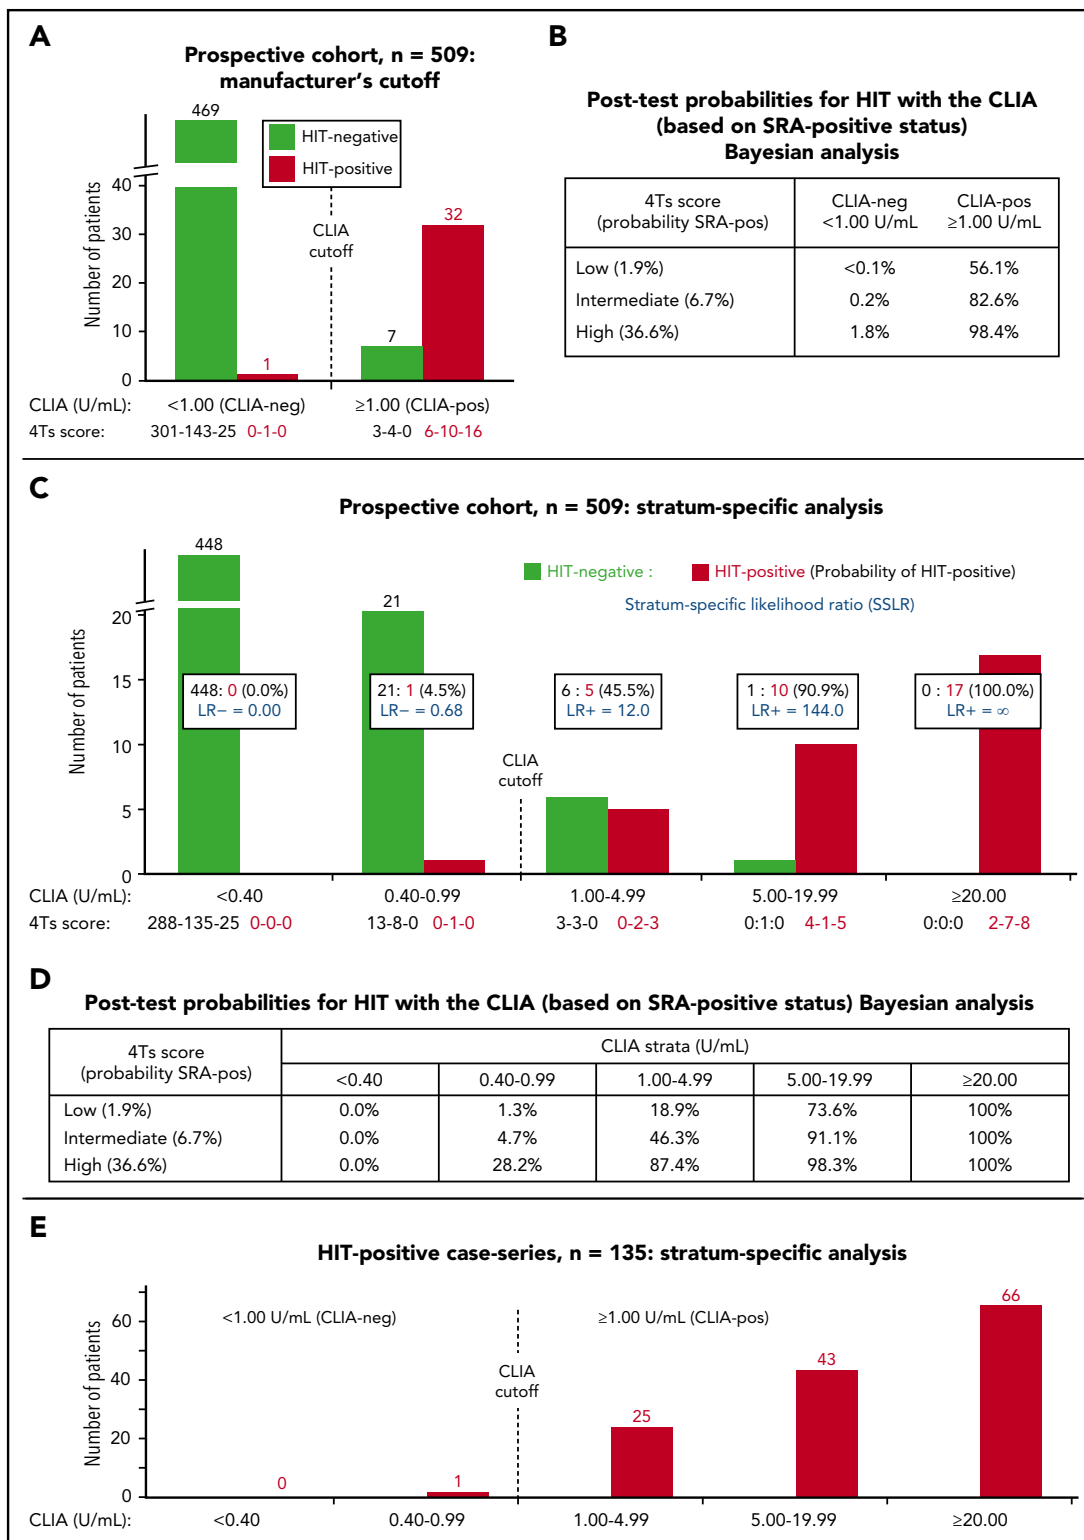 A
Prospective cohort, n = 509:
manufacturer's cutoff
469
HIT-negative
HIT-positive
40
30
20
10
0
Number of patients
CLIA
cutoff
1
7
32
CLIA (U/mL): <1.00 (CLIA-neg) ≥1.00 (CLIA-pos)
4Ts score: 301-143-25 0-1-0 3-4-0 6-10-16
B
Post-test probabilities for HIT with the CLIA
(based on SRA-positive status)
Bayesian analysis
4Ts score CLIA-neg CLIA-pos
(probability SRA-pos) <1.00 U/mL ≥1.00 U/mL
Low (1.9%) <0.1% 56.1%
Intermediate (6.7%) 0.2% 82.6%
High (36.6%) 1.8% 98.4%
C
Prospective cohort, n = 509: stratum-specific analysis
448
21
HIT-negative : HIT-positive (Probability of HIT-positive)
Stratum-specific likelihood ratio (SSLR)
20
15
10
5
0
Number of patients
448: 0 (0.0%) 21: 1 (4.5%) 6 : 5 (45.5%) 1 : 10 (90.9%) 0 : 17 (100.0%)
LR− = 0.00 LR− = 0.68 LR+ = 12.0 LR+ = 144.0 LR+ = ∞
CLIA
cutoff
CLIA (U/mL): <0.40 0.40-0.99 1.00-4.99 5.00-19.99 ≥20.00
4Ts score: 288-135-25 0-0-0 13-8-0 0-1-0 3-3-0 0-2-3 0:1:0 4-1-5 0:0:0 2-7-8
D
Post-test probabilities for HIT with the CLIA (based on SRA-positive status) Bayesian analysis
4Ts score
(probability SRA-pos)
CLIA strata (U/mL)
<0.40 0.40-0.99 1.00-4.99 5.00-19.99 ≥20.00
Low (1.9%) 0.0% 1.3% 18.9% 73.6% 100%
Intermediate (6.7%) 0.0% 4.7% 46.3% 91.1% 100%
High (36.6%) 0.0% 28.2% 87.4% 98.3% 100%
E
HIT-positive case-series, n = 135: stratum-specific analysis
<1.00 U/mL (CLIA-neg) ≥1.00 U/mL (CLIA-pos)
60
40
20
0
Number of patients
CLIA
cutoff
0
1
25
43
66
CLIA (U/mL): <0.40 0.40-0.99 1.00-4.99 5.00-19.99 ≥20.00